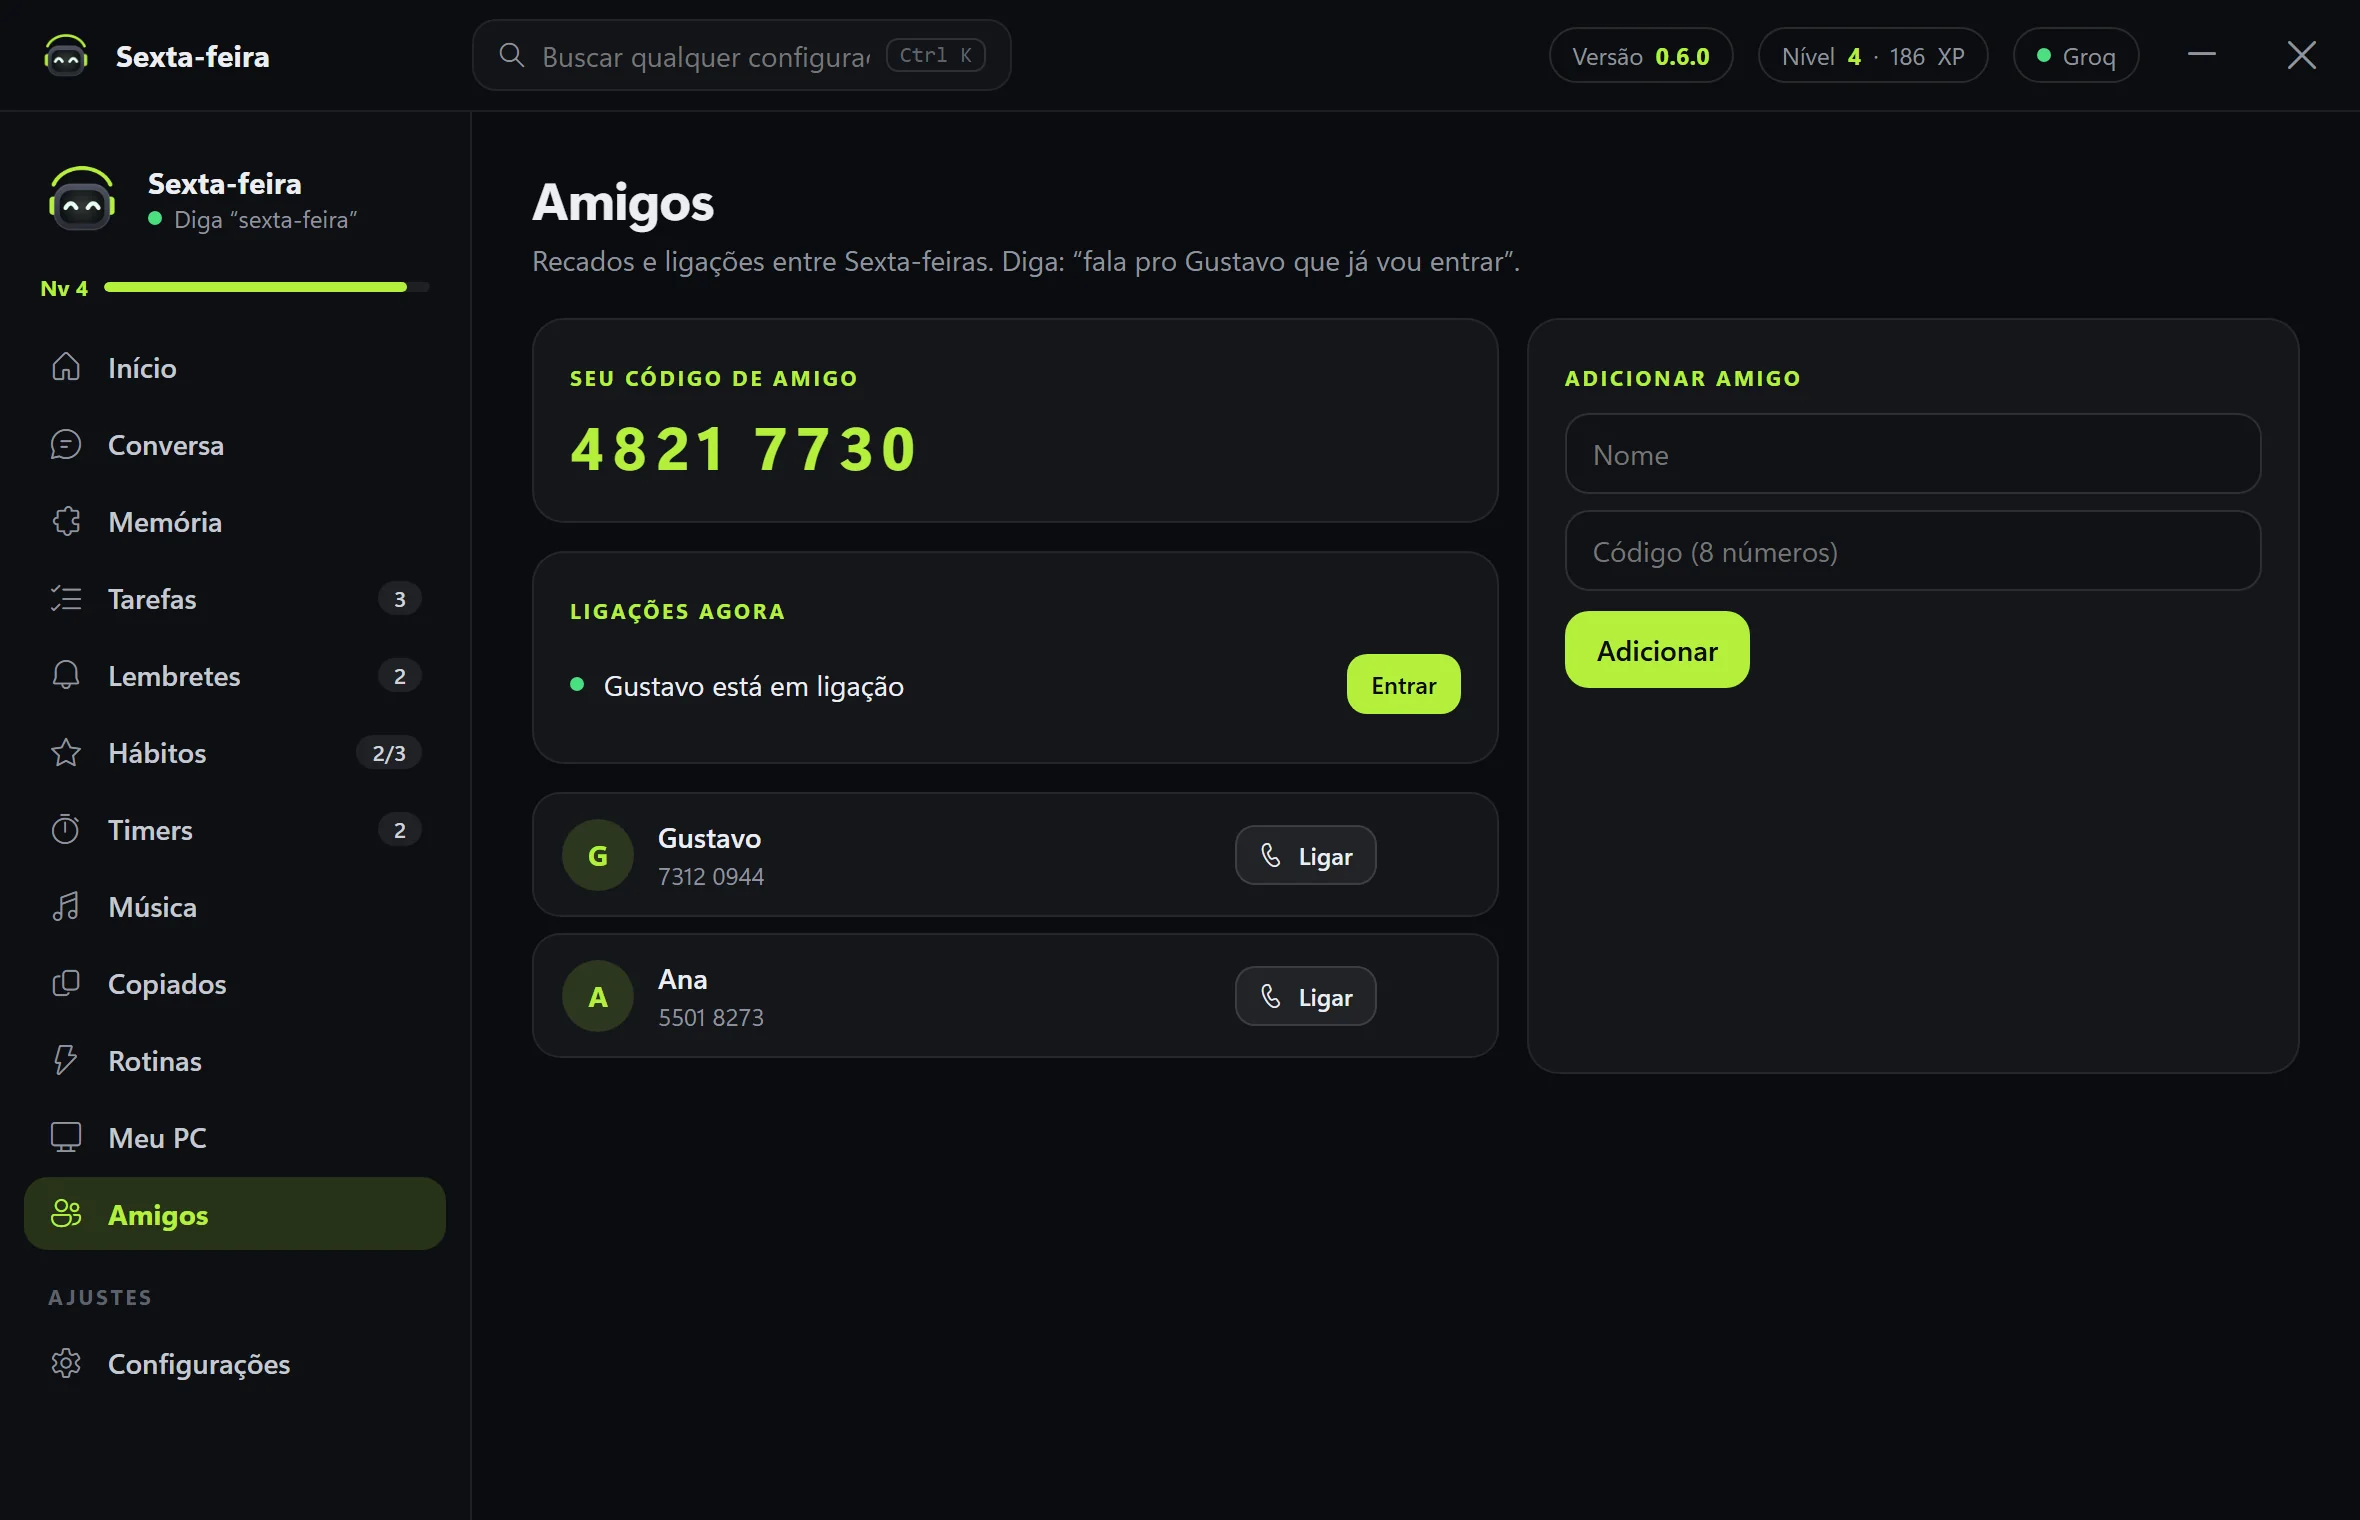 Sexta-feira
Buscar qualquer configura
Ctrl K
Versão 0.6.0
Nível 4 · 186 XP
Groq
Sexta-feira
Diga “sexta-feira”
Nv 4
Início
Conversa
Memória
Tarefas 3
Lembretes 2
Hábitos 2/3
Timers 2
Música
Copiados
Rotinas
Meu PC
Amigos
AJUSTES
Configurações
Amigos
Recados e ligações entre Sexta-feiras. Diga: “fala pro Gustavo que já vou entrar”.
SEU CÓDIGO DE AMIGO
4821 7730
LIGAÇÕES AGORA
Gustavo está em ligação
Entrar
G
Gustavo
7312 0944
Ligar
A
Ana
5501 8273
Ligar
ADICIONAR AMIGO
Nome
Código (8 números)
Adicionar